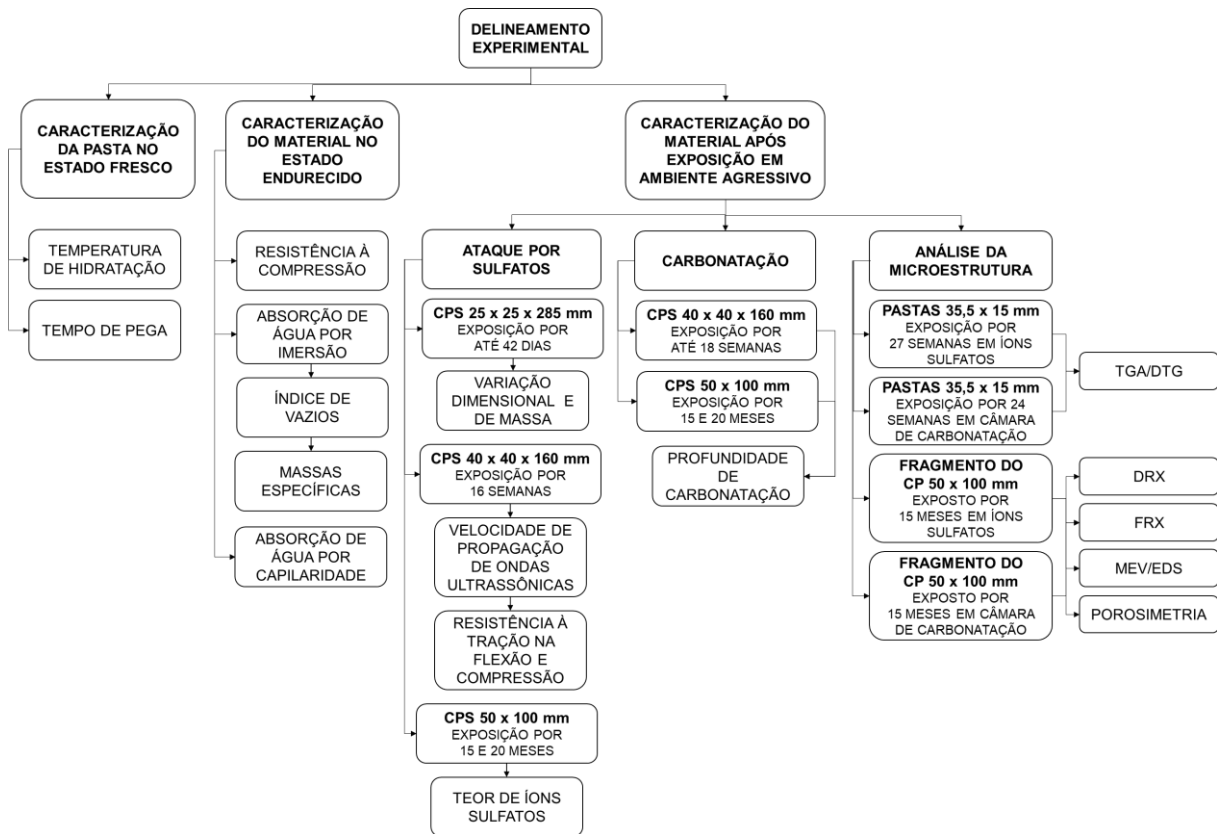 DELINEAMENTO
EXPERIMENTAL
CARACTERIZAÇÃO
DA PASTA NO
ESTADO FRESCO
TEMPERATURA
DE HIDRATAÇÃO
TEMPO DE PEGA
CARACTERIZAÇÃO
DO MATERIAL NO
ESTADO
ENDURECIDO
RESISTÊNCIA À
COMPRESSÃO
ABSORÇÃO DE
ÁGUA POR
IMERSÃO
ÍNDICE DE
VAZIOS
MASSAS
ESPECÍFICAS
ABSORÇÃO DE
ÁGUA POR
CAPILARIDADE
CARACTERIZAÇÃO DO
MATERIAL APÓS
EXPOSIÇÃO EM
AMBIENTE AGRESSIVO
ATAQUE POR
SULFATOS
CPS 25 x 25 x 285 mm
EXPOSIÇÃO POR
ATÉ 42 DIAS
VARIAÇÃO
DIMENSIONAL E
DE MASSA
CPS 40 x 40 x 160 mm
EXPOSIÇÃO POR
16 SEMANAS
VELOCIDADE DE
PROPAGAÇÃO
DE ONDAS
ULTRASSÔNICAS
RESISTÊNCIA À
TRAÇÃO NA
FLEXÃO E
COMPRESSÃO
CPS 50 x 100 mm
EXPOSIÇÃO POR
15 E 20 MESES
TEOR DE ÍONS
SULFATOS
CARBONATAÇÃO
CPS 40 x 40 x 160 mm
EXPOSIÇÃO POR
ATÉ 18 SEMANAS
CPS 50 x 100 mm
EXPOSIÇÃO POR
15 E 20 MESES
PROFUNDIDADE
DE
CARBONATAÇÃO
ANÁLISE DA
MICROESTRUTURA
PASTAS 35,5 x 15 mm
EXPOSIÇÃO POR
27 SEMANAS EM ÍONS
SULFATOS
PASTAS 35,5 x 15 mm
EXPOSIÇÃO POR 24
SEMANAS EM CÂMARA
DE CARBONATAÇÃO
TGA/DTG
FRAGMENTO DO
CP 50 x 100 mm
EXPOSTO POR
15 MESES EM ÍONS
SULFATOS
FRAGMENTO DO
CP 50 x 100 mm
EXPOSTO POR
15 MESES EM CÂMARA
DE CARBONATAÇÃO
DRX
FRX
MEV/EDS
POROSIMETRIA